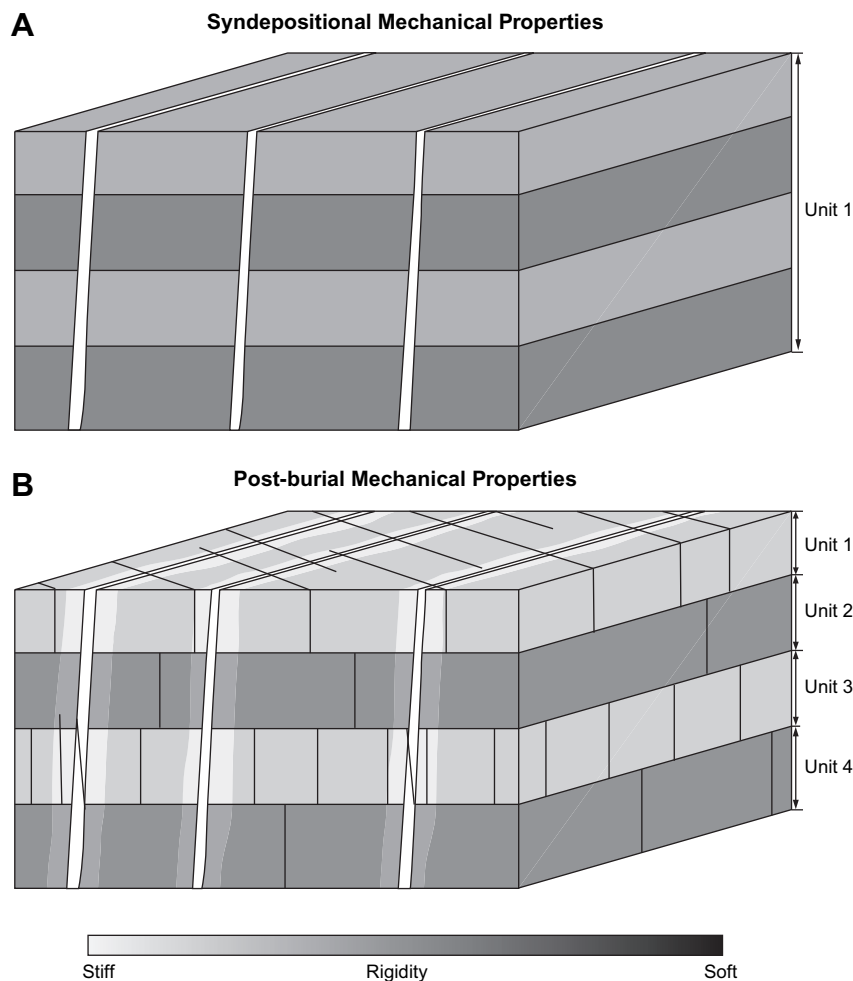 A
Syndepositional Mechanical Properties
Unit 1
B
Post-burial Mechanical Properties
Unit 1
Unit 2
Unit 3
Unit 4
Stiff Rigidity Soft